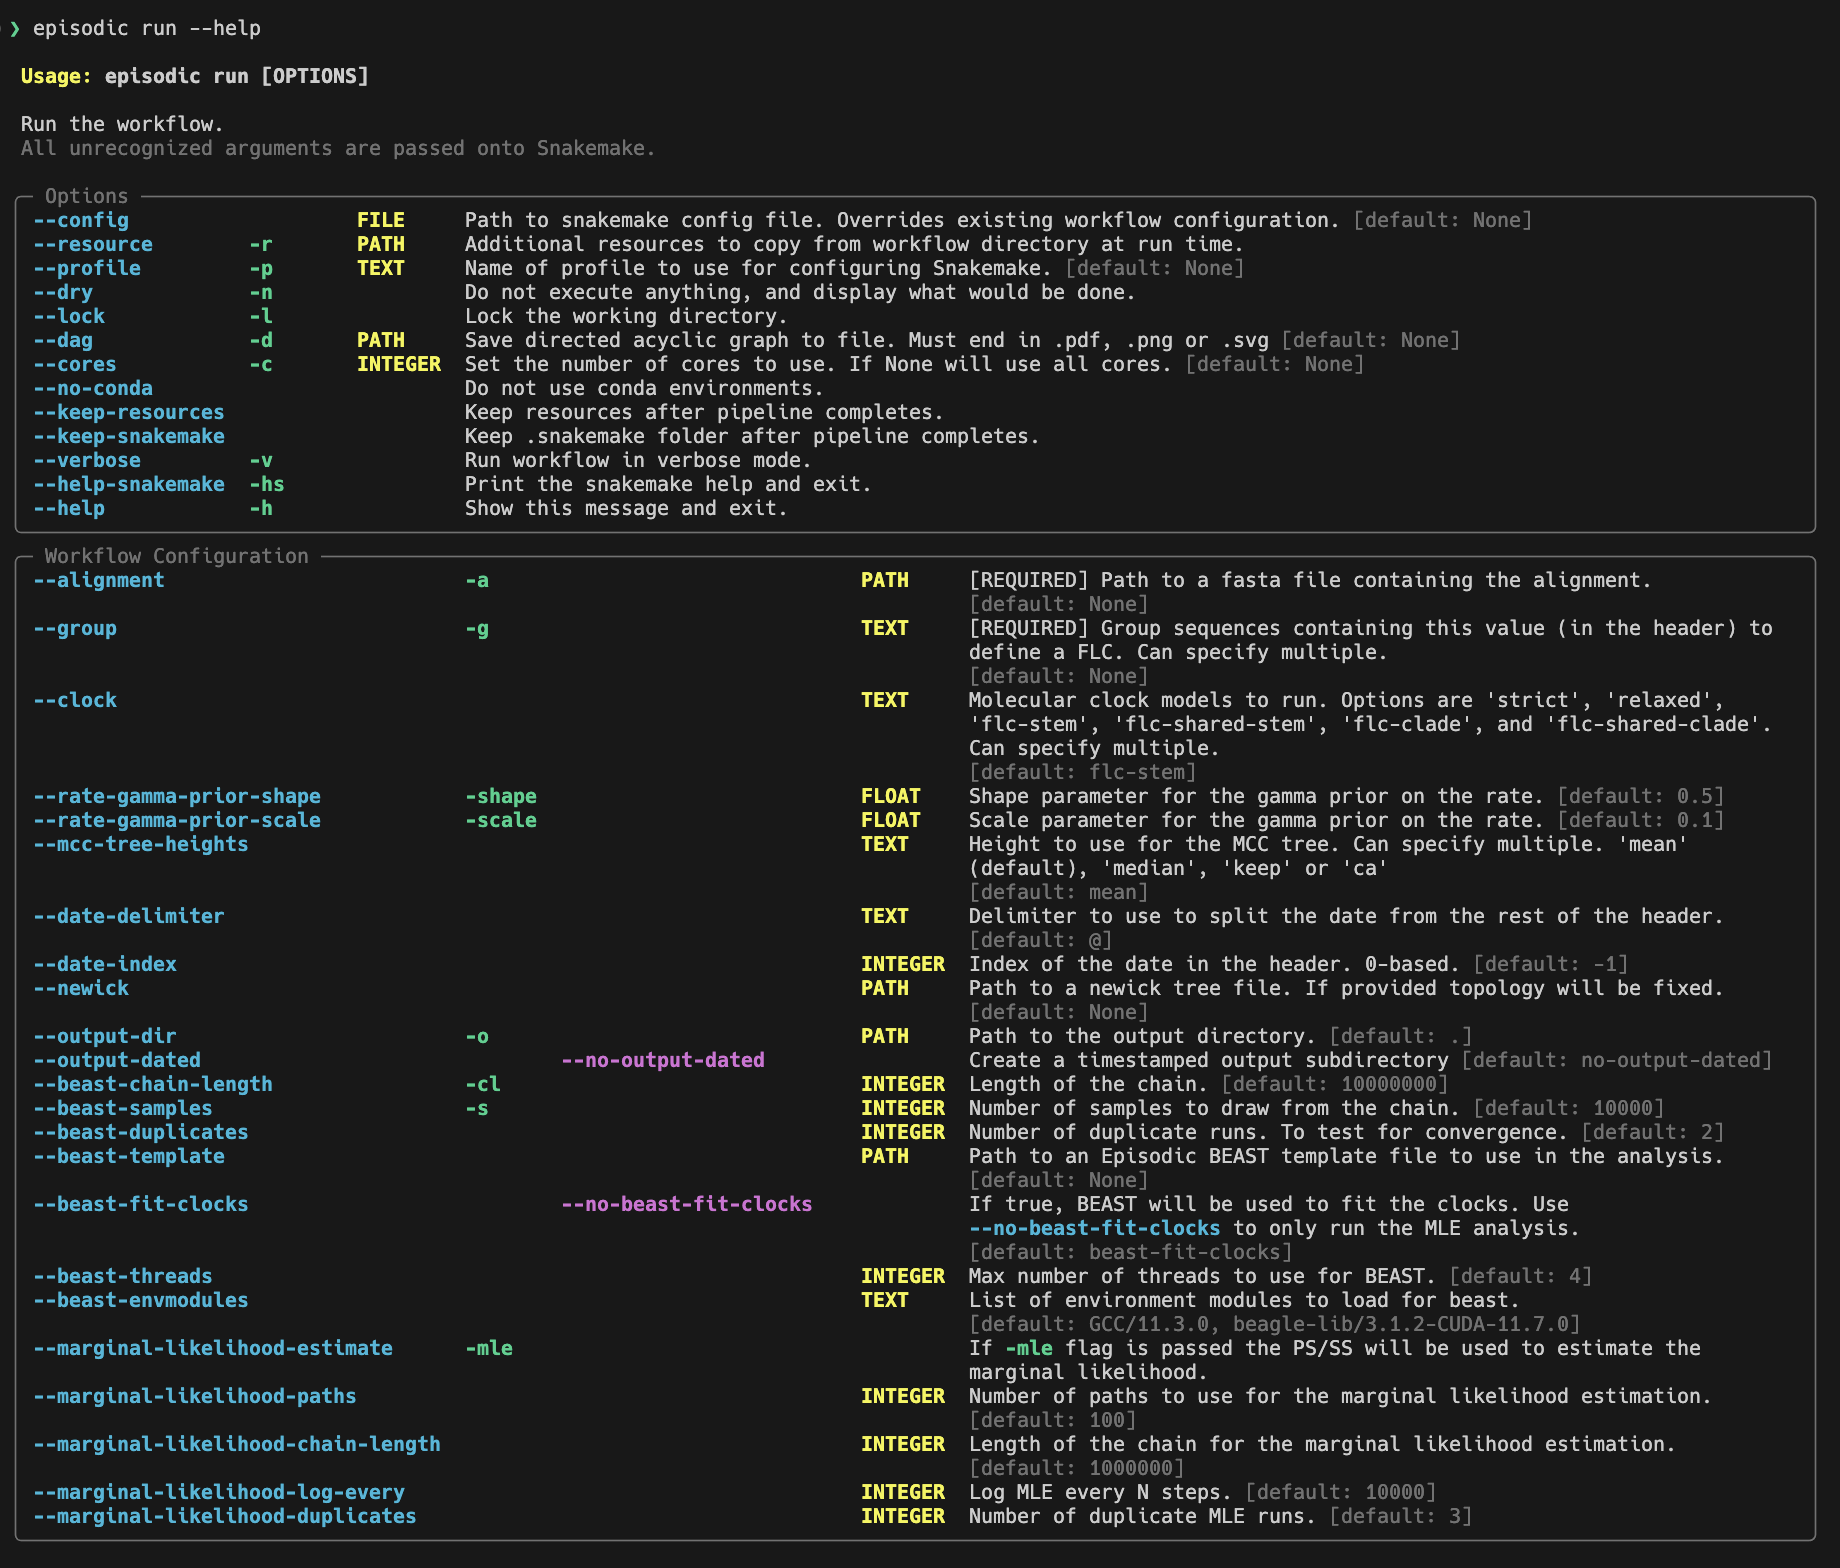 ❯ episodic run --help
Usage: episodic run [OPTIONS]
Run the workflow.
All unrecognized arguments are passed onto Snakemake.
Options
--config FILE Path to snakemake config file. Overrides existing workflow configuration. [default: None]
--resource -r PATH Additional resources to copy from workflow directory at run time.
--profile -p TEXT Name of profile to use for configuring Snakemake. [default: None]
--dry -n Do not execute anything, and display what would be done.
--lock -l Lock the working directory.
--dag -d PATH Save directed acyclic graph to file. Must end in .pdf, .png or .svg [default: None]
--cores -c INTEGER Set the number of cores to use. If None will use all cores. [default: None]
--no-conda Do not use conda environments.
--keep-resources Keep resources after pipeline completes.
--keep-snakemake Keep .snakemake folder after pipeline completes.
--verbose -v Run workflow in verbose mode.
--help-snakemake -hs Print the snakemake help and exit.
--help -h Show this message and exit.
Workflow Configuration
--alignment -a PATH [REQUIRED] Path to a fasta file containing the alignment.
[default: None]
--group -g TEXT [REQUIRED] Group sequences containing this value (in the header) to
define a FLC. Can specify multiple.
[default: None]
--clock TEXT Molecular clock models to run. Options are 'strict', 'relaxed',
'flc-stem', 'flc-shared-stem', 'flc-clade', and 'flc-shared-clade'.
Can specify multiple.
[default: flc-stem]
--rate-gamma-prior-shape -shape FLOAT Shape parameter for the gamma prior on the rate. [default: 0.5]
--rate-gamma-prior-scale -scale FLOAT Scale parameter for the gamma prior on the rate. [default: 0.1]
--mcc-tree-heights TEXT Height to use for the MCC tree. Can specify multiple. 'mean'
(default), 'median', 'keep' or 'ca'
[default: mean]
--date-delimiter TEXT Delimiter to use to split the date from the rest of the header.
[default: @]
--date-index INTEGER Index of the date in the header. 0-based. [default: -1]
--newick PATH Path to a newick tree file. If provided topology will be fixed.
[default: None]
--output-dir -o PATH Path to the output directory. [default: .]
--output-dated --no-output-dated Create a timestamped output subdirectory [default: no-output-dated]
--beast-chain-length -cl INTEGER Length of the chain. [default: 10000000]
--beast-samples -s INTEGER Number of samples to draw from the chain. [default: 10000]
--beast-duplicates INTEGER Number of duplicate runs. To test for convergence. [default: 2]
--beast-template PATH Path to an Episodic BEAST template file to use in the analysis.
[default: None]
--beast-fit-clocks --no-beast-fit-clocks If true, BEAST will be used to fit the clocks. Use
--no-beast-fit-clocks to only run the MLE analysis.
[default: beast-fit-clocks]
--beast-threads INTEGER Max number of threads to use for BEAST. [default: 4]
--beast-envmodules TEXT List of environment modules to load for beast.
[default: GCC/11.3.0, beagle-lib/3.1.2-CUDA-11.7.0]
--marginal-likelihood-estimate -mle If -mle flag is passed the PS/SS will be used to estimate the
marginal likelihood.
--marginal-likelihood-paths INTEGER Number of paths to use for the marginal likelihood estimation.
[default: 100]
--marginal-likelihood-chain-length INTEGER Length of the chain for the marginal likelihood estimation.
[default: 1000000]
--marginal-likelihood-log-every INTEGER Log MLE every N steps. [default: 10000]
--marginal-likelihood-duplicates INTEGER Number of duplicate MLE runs. [default: 3]